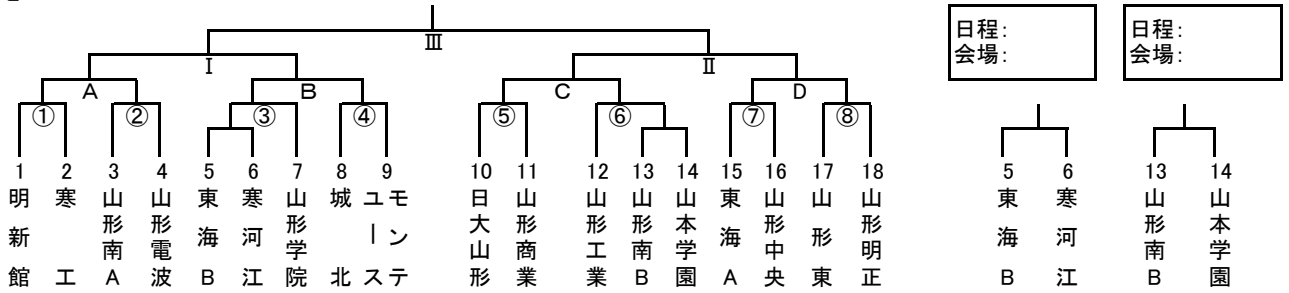 Ⅲ
Ⅰ Ⅱ
A B C D
① ② ③ ④ ⑤ ⑥ ⑦ ⑧
1 2 3 4 5 6 7 8 9 10 11 12 13 14 15 16 17 18
明新館
寒工
山形南A
山形電波
東海B
寒河江
山形学院
城北
モンテ
ユース
日大山形
山形商業
山形工業
山形南B
山本学園
東海A
山形中央
山形東
山形明正
日程:
会場:
5 6
東海B
寒河江
日程:
会場:
13 14
山形南B
山本学園